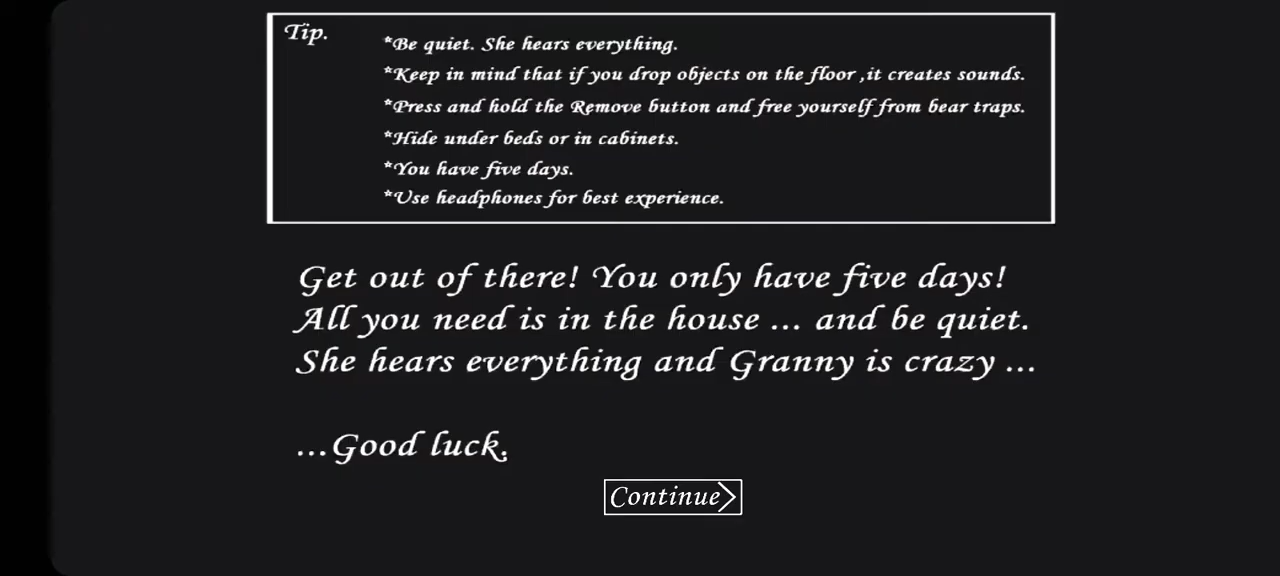 Tip.
*Be quiet. She hears everything.
*Keep in mind that if you drop objects on the floor ,it creates sounds.
*Press and hold the Remove button and free yourself from bear traps.
*Hide under beds or in cabinets.
*You have five days.
*Use headphones for best experience.
Get out of there! You only have five days!
All you need is in the house ... and be quiet.
She hears everything and Granny is crazy ...
...Good luck.
Continue>